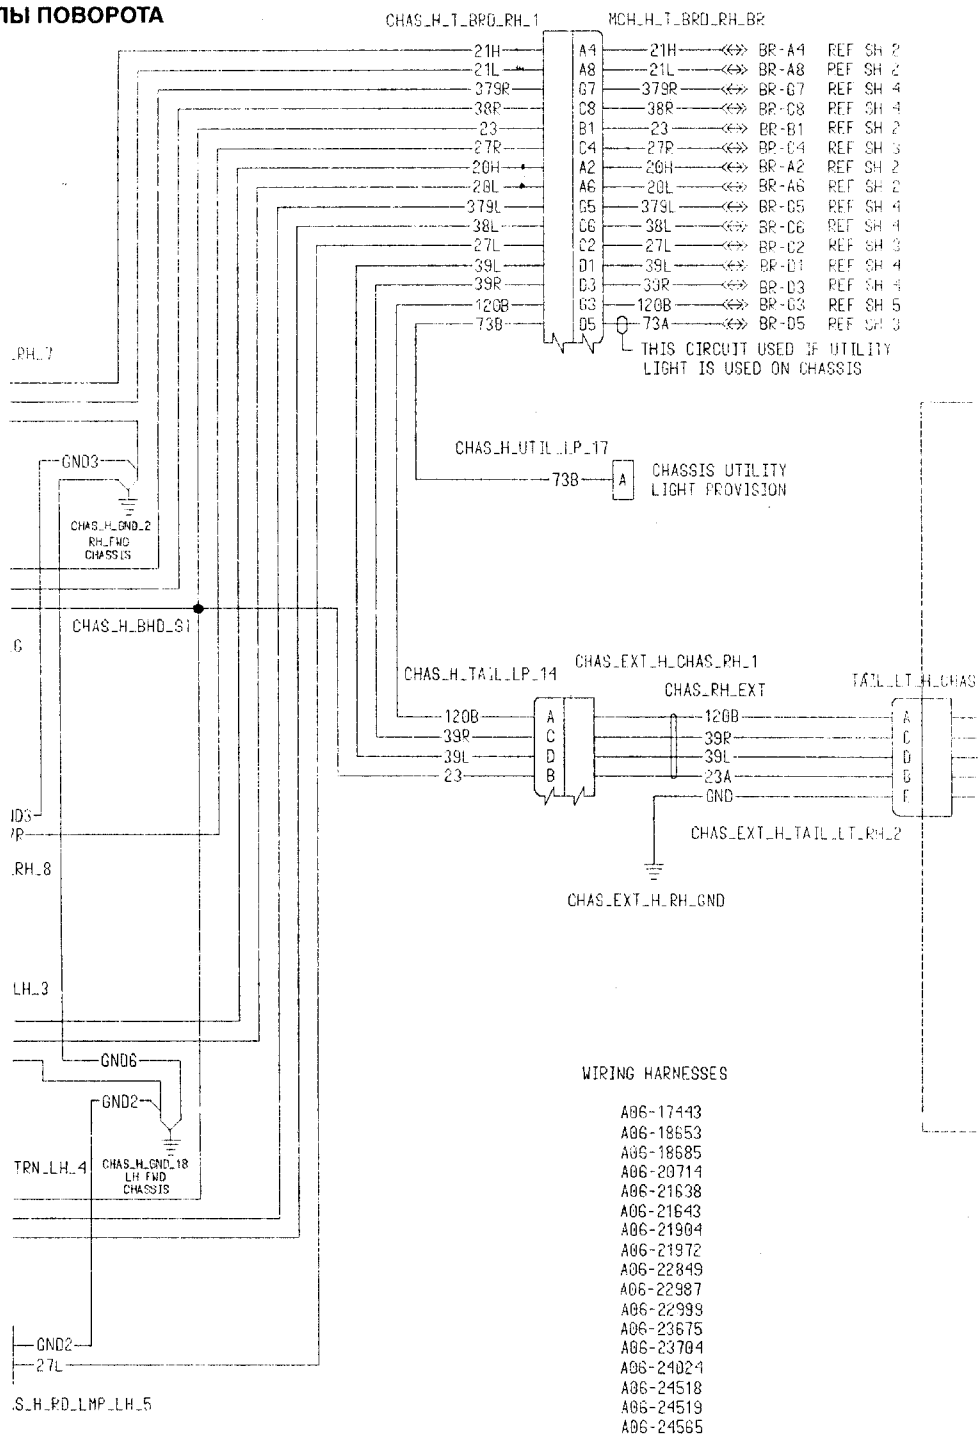 ЛЫ ПОВОРОТА
CHAS_H_T_BRD_RH_1 MCH_H_T_BRD_RH_BR
21H A4 21H BR-A4 REF SH 2
21L A8 21L BR-A8 REF SH 2
379R G7 379R BR-G7 REF SH 4
38R C8 38R BR-C8 REF SH 4
23 B1 23 BR-B1 REF SH 2
27R C4 27R BR-C4 REF SH 3
20H A2 20H BR-A2 REF SH 2
20L A6 20L BR-A6 REF SH 2
379L G5 379L BR-G5 REF SH 4
38L C6 38L BR-C6 REF SH 4
27L C2 27L BR-C2 REF SH 3
39L D1 39L BR-D1 REF SH 4
39R D3 39R BR-D3 REF SH 4
120B G3 120B BR-G3 REF SH 5
73B D5 73A BR-D5 REF SH 3
THIS CIRCUIT USED IF UTILITY
LIGHT IS USED ON CHASSIS
_RH_7
CHAS_H_UTIL_LP_17
GND3
73B A CHASSIS UTILITY
LIGHT PROVISION
CHAS_H_GND_2
RH_FWD
CHASSIS
CHAS_H_BHD_S1
G
CHAS_EXT_H_CHAS_RH_1
CHAS_H_TAIL_LP_14
CHAS_RH_EXT
TAIL_LT_H_CHAS
120B A 120B A
39R C 39R C
39L D 39L D
23 B 23A B
GND E
ND3
7R
CHAS_EXT_H_TAIL_LT_RH_2
_RH_8
CHAS_EXT_H_RH_GND
LH_3
GND6
GND2
TRN_LH_4
CHAS_H_GND_18
LH FWD
CHASSIS
WIRING HARNESSES
A06-17443
A06-18653
A06-18685
A06-20714
A06-21638
A06-21643
A06-21904
A06-21972
A06-22849
A06-22987
A06-22999
A06-23675
A06-23704
A06-24024
A06-24518
A06-24519
A06-24565
GND2
27L
S_H_RD_LMP_LH_5